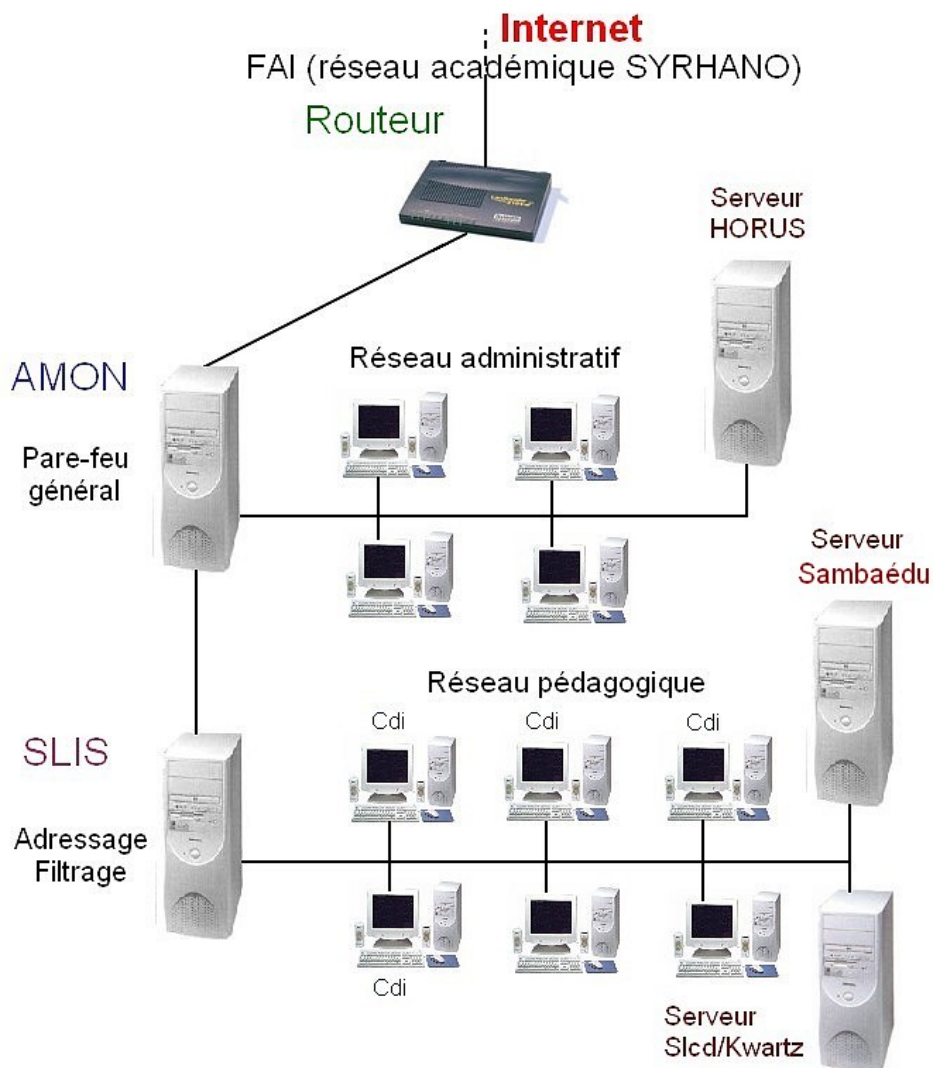 Internet
FAI (réseau académique SYRHANO)
Routeur
Serveur
HORUS
AMON
Réseau administratif
Pare-feu
général
Serveur
Sambaédu
Réseau pédagogique
Cdi
Cdi
Cdi
SLIS
Adressage
Filtrage
Cdi
Serveur
Slcd/Kwartz